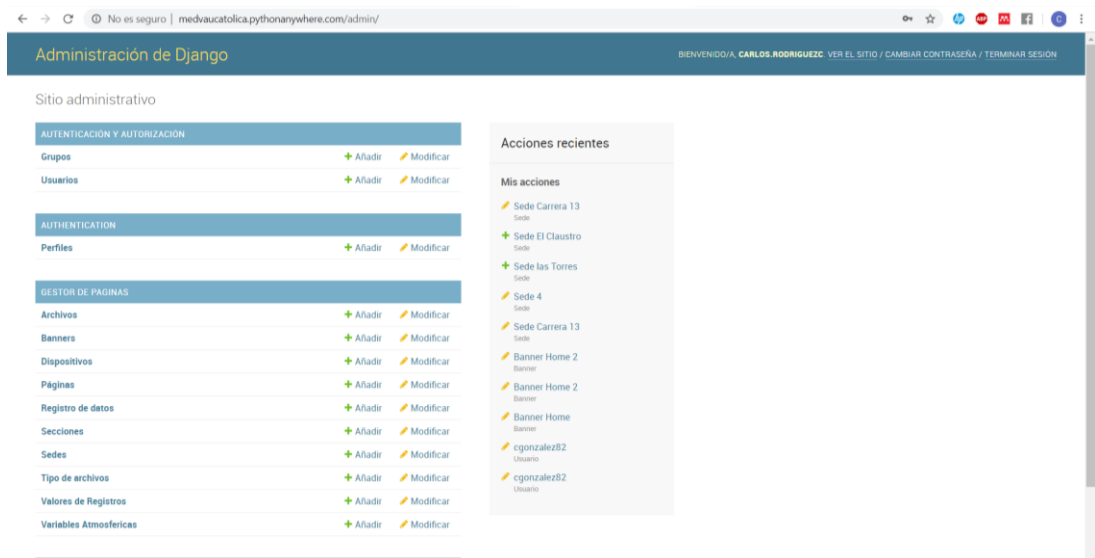 No es seguro | medvaucatolica.pythonanywhere.com/admin/
Administración de Django
BIENVENIDO/A, CARLOS.RODRIGUEZC. VER EL SITIO / CAMBIAR CONTRASEÑA / TERMINAR SESIÓN
Sitio administrativo
AUTENTICACIÓN Y AUTORIZACIÓN
Grupos Añadir Modificar
Usuarios Añadir Modificar
AUTHENTICATION
Perfiles Añadir Modificar
GESTOR DE PAGINAS
Archivos Añadir Modificar
Banners Añadir Modificar
Dispositivos Añadir Modificar
Páginas Añadir Modificar
Registro de datos Añadir Modificar
Secciones Añadir Modificar
Sedes Añadir Modificar
Tipo de archivos Añadir Modificar
Valores de Registros Añadir Modificar
Variables Atmosfericas Añadir Modificar
Acciones recientes
Mis acciones
Sede Carrera 13
Sede
Sede El Claustro
Sede
Sede las Torres
Sede
Sede 4
Sede
Sede Carrera 13
Sede
Banner Home 2
Banner
Banner Home 2
Banner
Banner Home
Banner
cgonzalez82
Usuario
cgonzalez82
Usuario